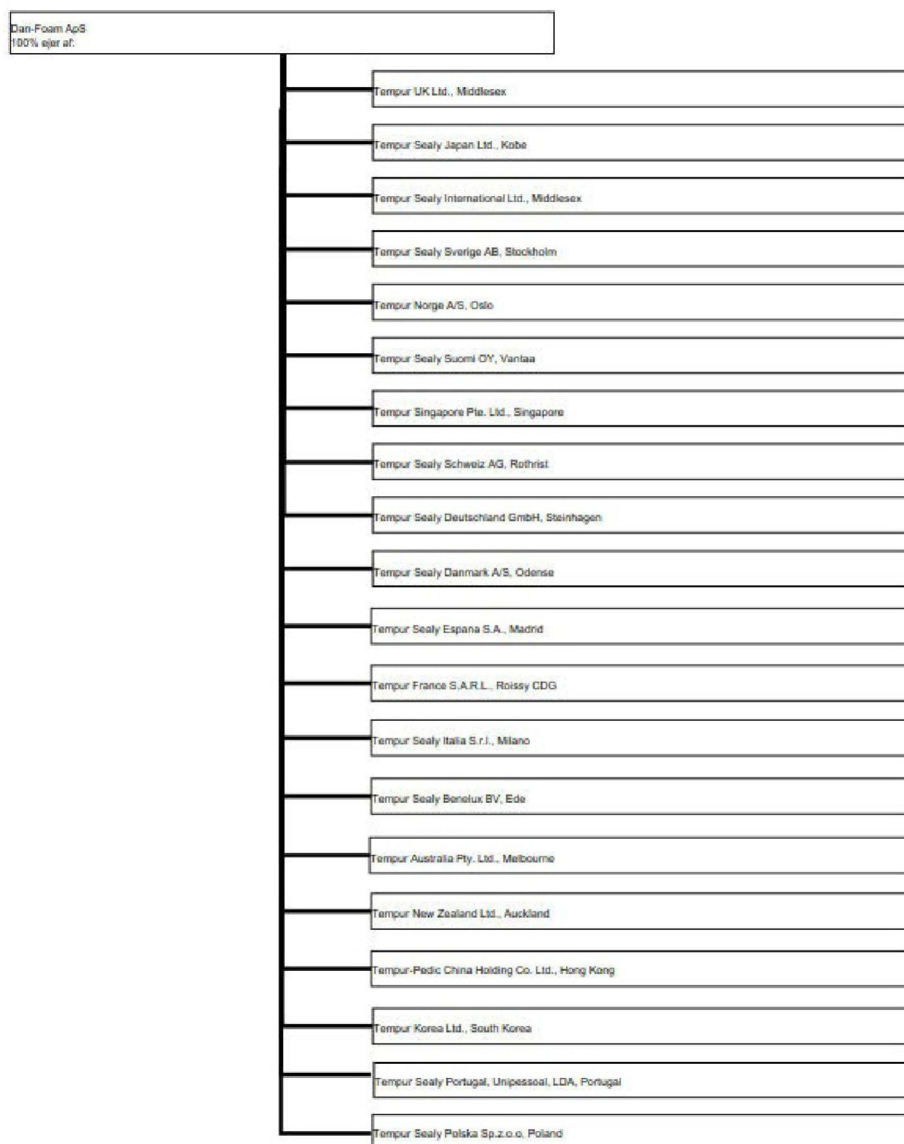 Dan-Foam ApS
100% ejer af:
Tempur UK Ltd., Middlesex
Tempur Sealy Japan Ltd., Kobe
Tempur Sealy International Ltd., Middlesex
Tempur Sealy Sverige AB, Stockholm
Tempur Norge A/S, Oslo
Tempur Sealy Suomi OY, Vantaa
Tempur Singapore Pte. Ltd., Singapore
Tempur Sealy Schweiz AG, Rothrist
Tempur Sealy Deutschland GmbH, Steinhagen
Tempur Sealy Danmark A/S, Odense
Tempur Sealy Espana S.A., Madrid
Tempur France S.A.R.L., Roissy CDG
Tempur Sealy Italia S.r.l., Milano
Tempur Sealy Benelux BV, Ede
Tempur Australia Pty. Ltd., Melbourne
Tempur New Zealand Ltd., Auckland
Tempur-Pedic China Holding Co. Ltd., Hong Kong
Tempur Korea Ltd., South Korea
Tempur Sealy Portugal, Unipessoal, LDA, Portugal
Tempur Sealy Polska Sp.z.o.o, Poland